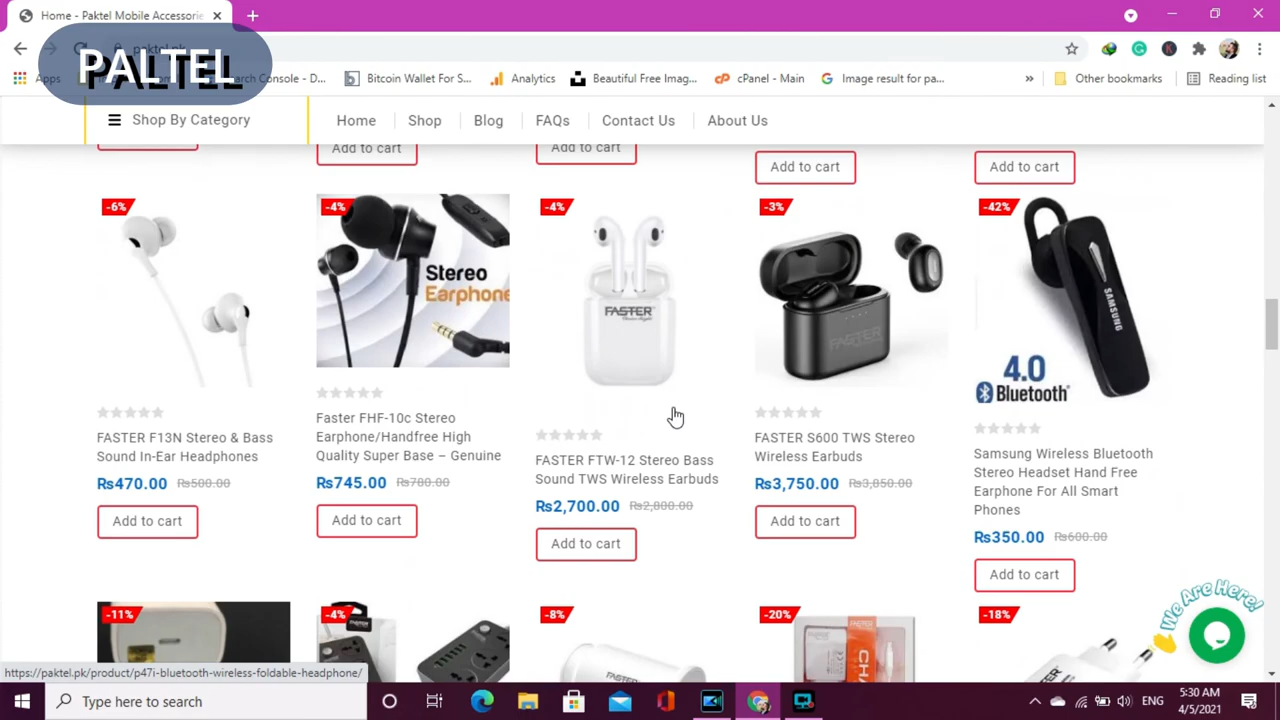 Home - Paktel Mobile Accessorie
PALTEL
paktel.pk
Apps
arch Console - D...
Bitcoin Wallet For S...
Analytics
Beautiful Free Imag...
cPanel - Main
Image result for pa...
»
Other bookmarks
Reading list
Shop By Category
Home
Shop
Blog
FAQs
Contact Us
About Us
Add to cart
Add to cart
Add to cart
Add to cart
-6%
-4%
-4%
-3%
-42%
Stereo
Earphone
FASTER
FASTER
SAMSUNG
4.0
Bluetooth
FASTER F13N Stereo & Bass
Sound In-Ear Headphones
₨470.00 ₨500.00
Add to cart
Faster FHF-10c Stereo
Earphone/Handfree High
Quality Super Base – Genuine
₨745.00 ₨780.00
Add to cart
FASTER FTW-12 Stereo Bass
Sound TWS Wireless Earbuds
₨2,700.00 ₨2,800.00
Add to cart
FASTER S600 TWS Stereo
Wireless Earbuds
₨3,750.00 ₨3,850.00
Add to cart
Samsung Wireless Bluetooth
Stereo Headset Hand Free
Earphone For All Smart
Phones
₨350.00 ₨600.00
Add to cart
-11%
-4%
-8%
-20%
-18%
We Are Here!
https://paktel.pk/product/p47i-bluetooth-wireless-foldable-headphone/
Type here to search
ENG
5:30 AM
4/5/2021